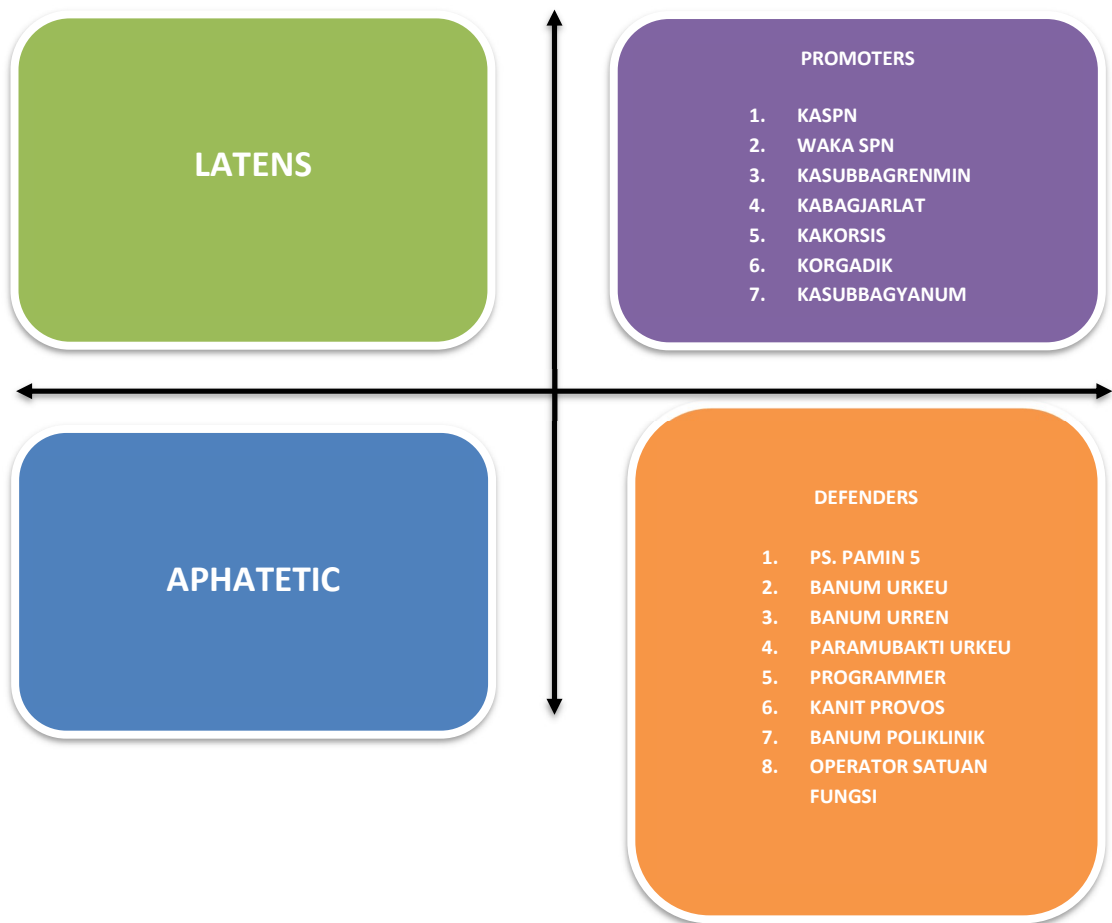 LATENS
PROMOTERS
1. KASPN
2. WAKA SPN
3. KASUBBAGRENMIN
4. KABAGJARLAT
5. KAKORSIS
6. KORGADIK
7. KASUBBAGYANUM
APHATETIC
DEFENDERS
1. PS. PAMIN 5
2. BANUM URKEU
3. BANUM URREN
4. PARAMUBAKTI URKEU
5. PROGRAMMER
6. KANIT PROVOS
7. BANUM POLIKLINIK
8. OPERATOR SATUAN
FUNGSI